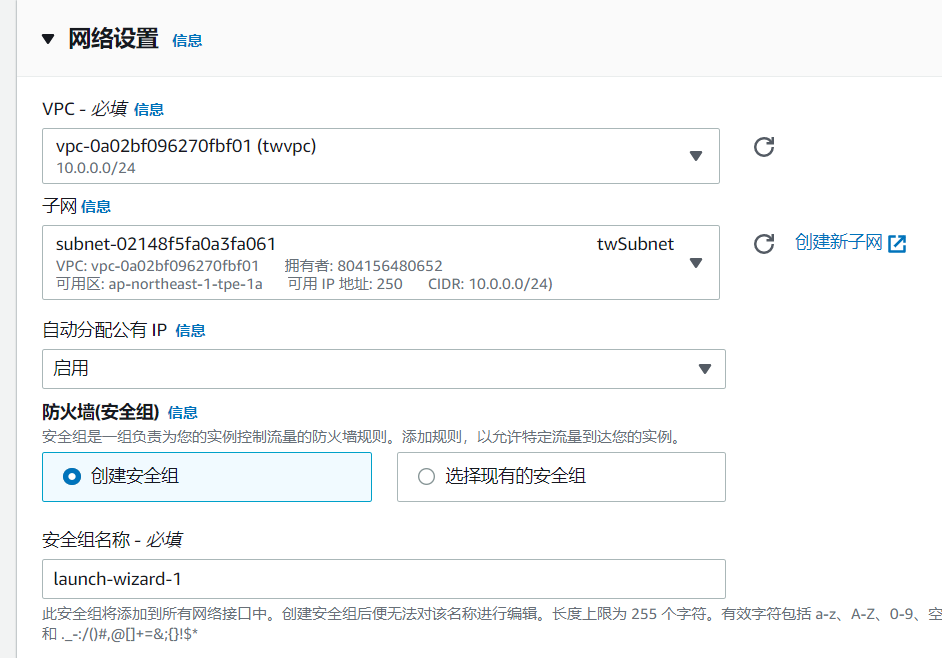 网络设置 信息
VPC - 必填 信息
vpc-0a02bf096270fbf01 (twvpc)
10.0.0.0/24
子网 信息
subnet-02148f5fa0a3fa061 twSubnet
VPC: vpc-0a02bf096270fbf01 拥有者: 804156480652
可用区: ap-northeast-1-tpe-1a 可用 IP 地址: 250 CIDR: 10.0.0.0/24)
创建新子网
自动分配公有 IP 信息
启用
防火墙(安全组) 信息
安全组是一组负责为您的实例控制流量的防火墙规则。添加规则，以允许特定流量到达您的实例。
创建安全组 选择现有的安全组
安全组名称 - 必填
launch-wizard-1
此安全组将添加到所有网络接口中。创建安全组后便无法对该名称进行编辑。长度上限为 255 个字符。有效字符包括 a-z、A-Z、0-9、空
和 ._-:/()#,@[]+=&;{}!$*